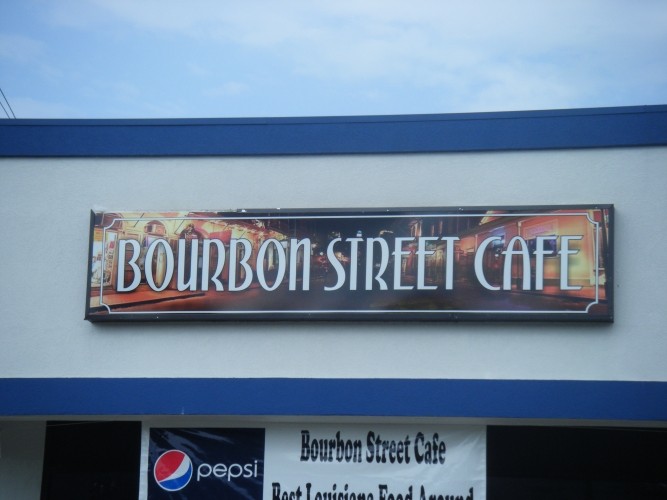 BOURBON STREET CAFE
pepsi
Bourbon Street Cafe
Best Louisiana Food Around